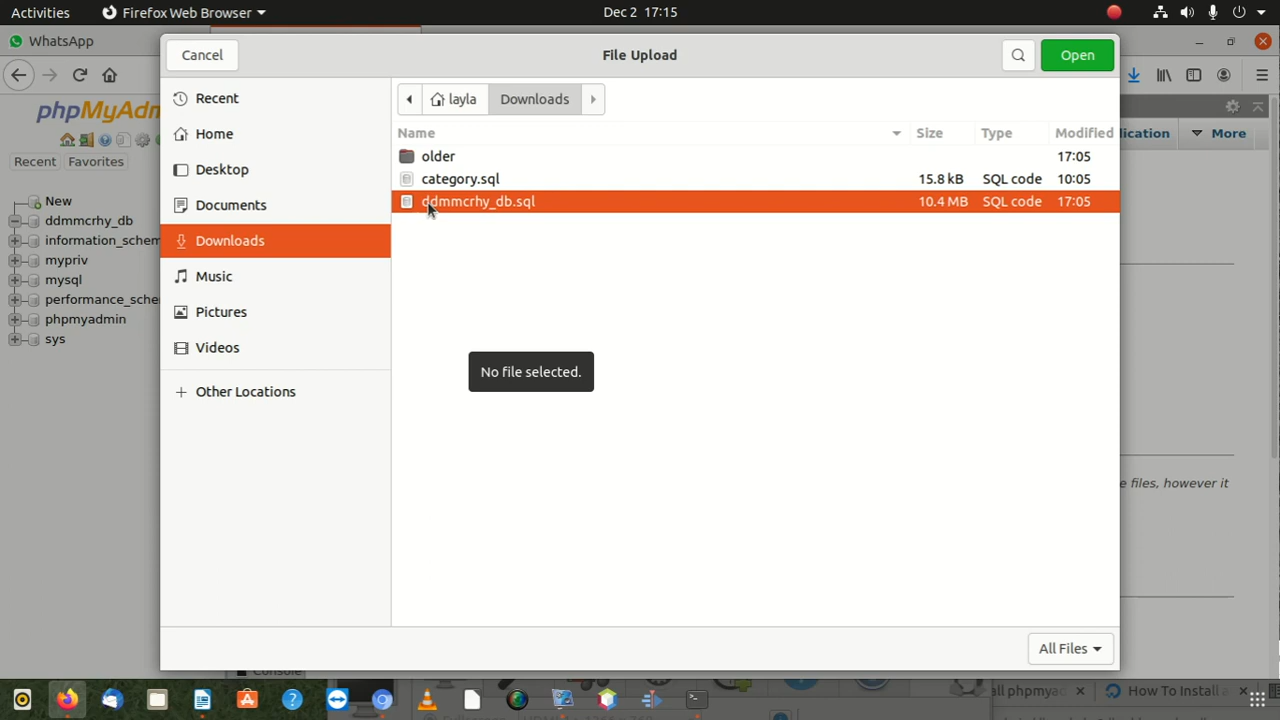 Activities Firefox Web Browser Dec 2 17:15
WhatsApp
File Upload
Cancel Open
phpMyAdm
Recent Favorites
New
ddmmcrhy_db
information_schem
mypriv
mysql
performance_sche
phpmyadmin
sys
Recent
Home
Desktop
Documents
Downloads
Music
Pictures
Videos
Other Locations
layla Downloads
Name Size Type Modified
older 17:05
category.sql 15.8 kB SQL code 10:05
ddmmcrhy_db.sql 10.4 MB SQL code 17:05
No file selected.
All Files
lication More
e files, however it
Console
all phpmyad How To Install a